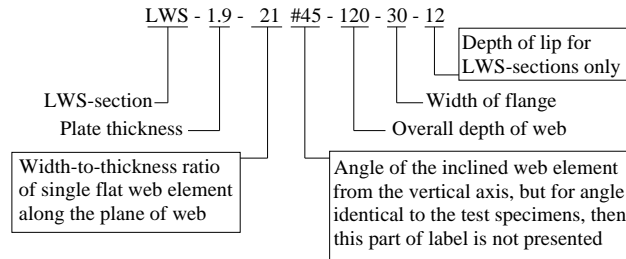 LWS - 1.9 - 21 #45 - 120 - 30 - 12
Depth of lip for
LWS-sections only
LWS-section
Width of flange
Plate thickness
Overall depth of web
Width-to-thickness ratio
of single flat web element
along the plane of web
Angle of the inclined web element
from the vertical axis, but for angle
identical to the test specimens, then
this part of label is not presented